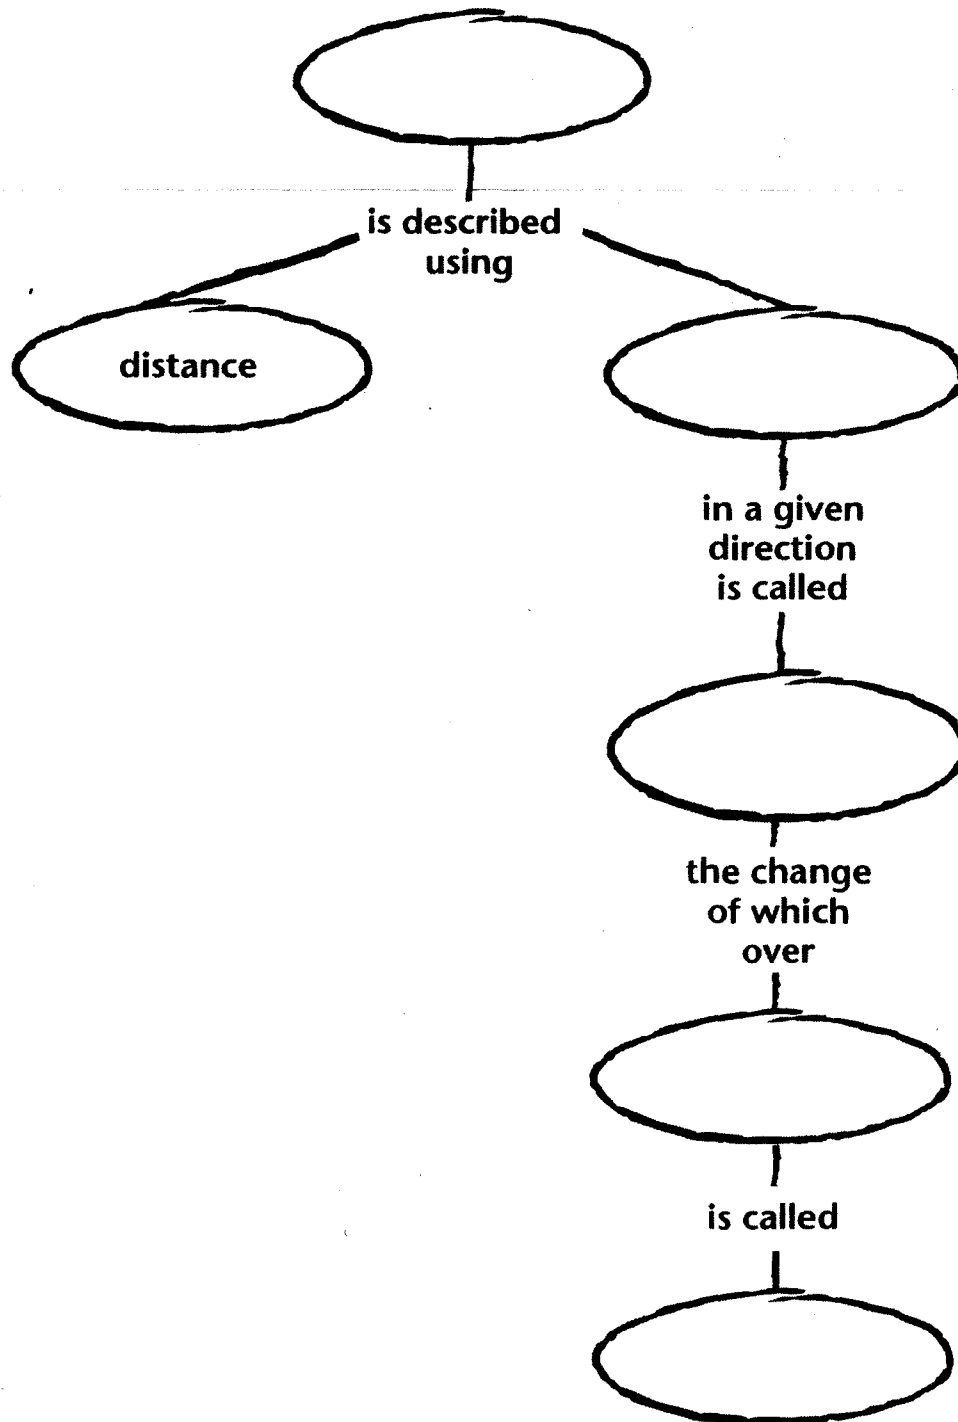 is described
using
distance
in a given
direction
is called
the change
of which
over
is called